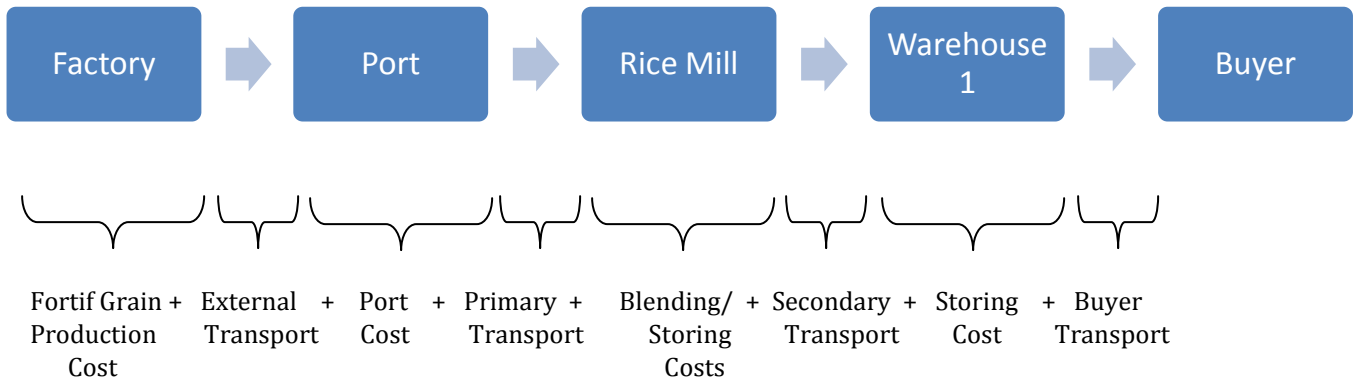 Factory
Port
Rice Mill
Warehouse
1
Buyer
Fortif Grain + External + Port + Primary + Blending/ + Secondary + Storing + Buyer
Production Transport Cost Transport Storing Transport Cost Transport
Cost Costs